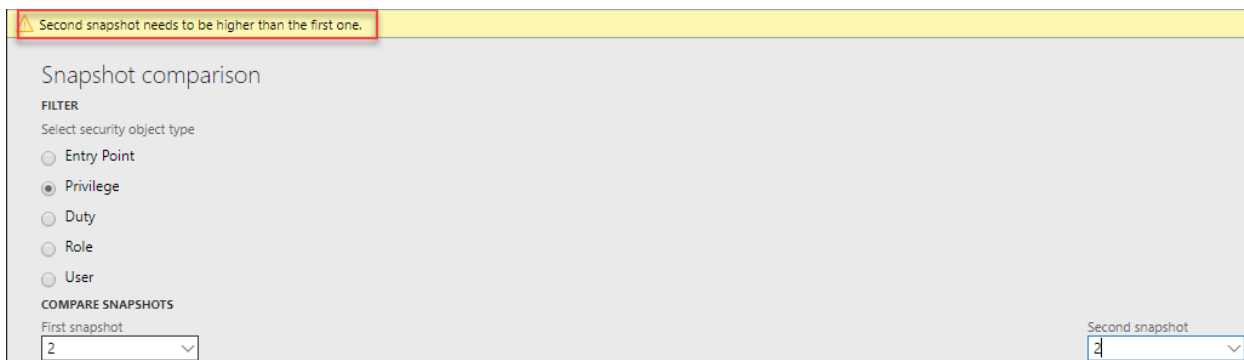 Second snapshot needs to be higher than the first one.
Snapshot comparison
FILTER
Select security object type
Entry Point
Privilege
Duty
Role
User
COMPARE SNAPSHOTS
First snapshot
Second snapshot
2
2